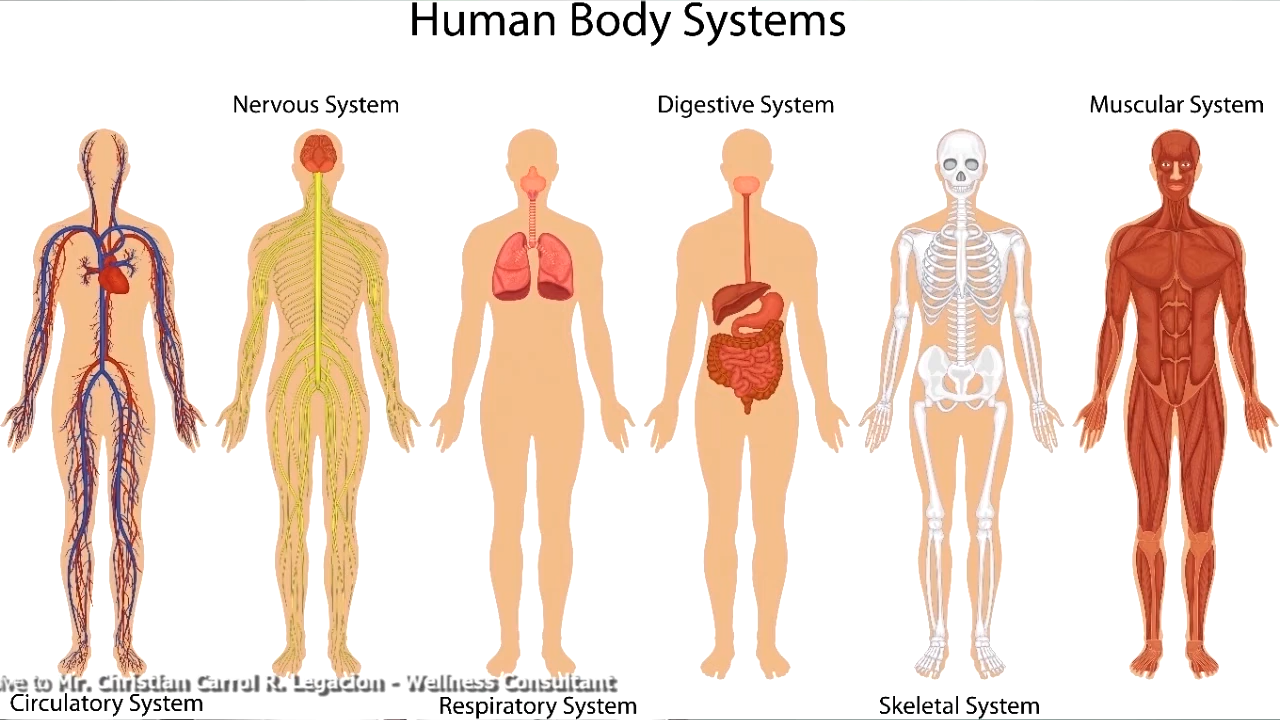 Human Body Systems
Nervous System
Digestive System
Muscular System
to Mr. Christian Carrol R. Legacion - Wellness Consultant
Circulatory System
Respiratory System
Skeletal System